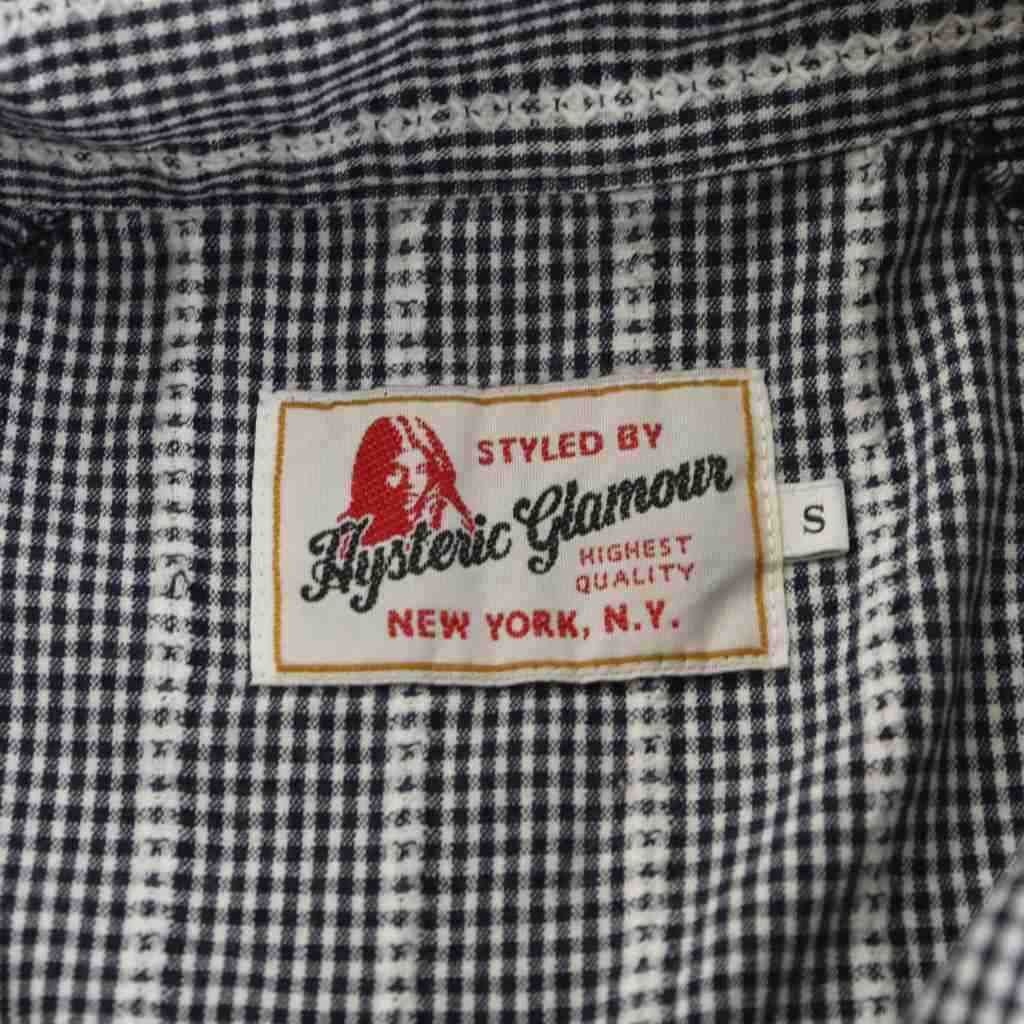 STYLED BY
Hysteric Glamour
HIGHEST
QUALITY
NEW YORK, N.Y.
S